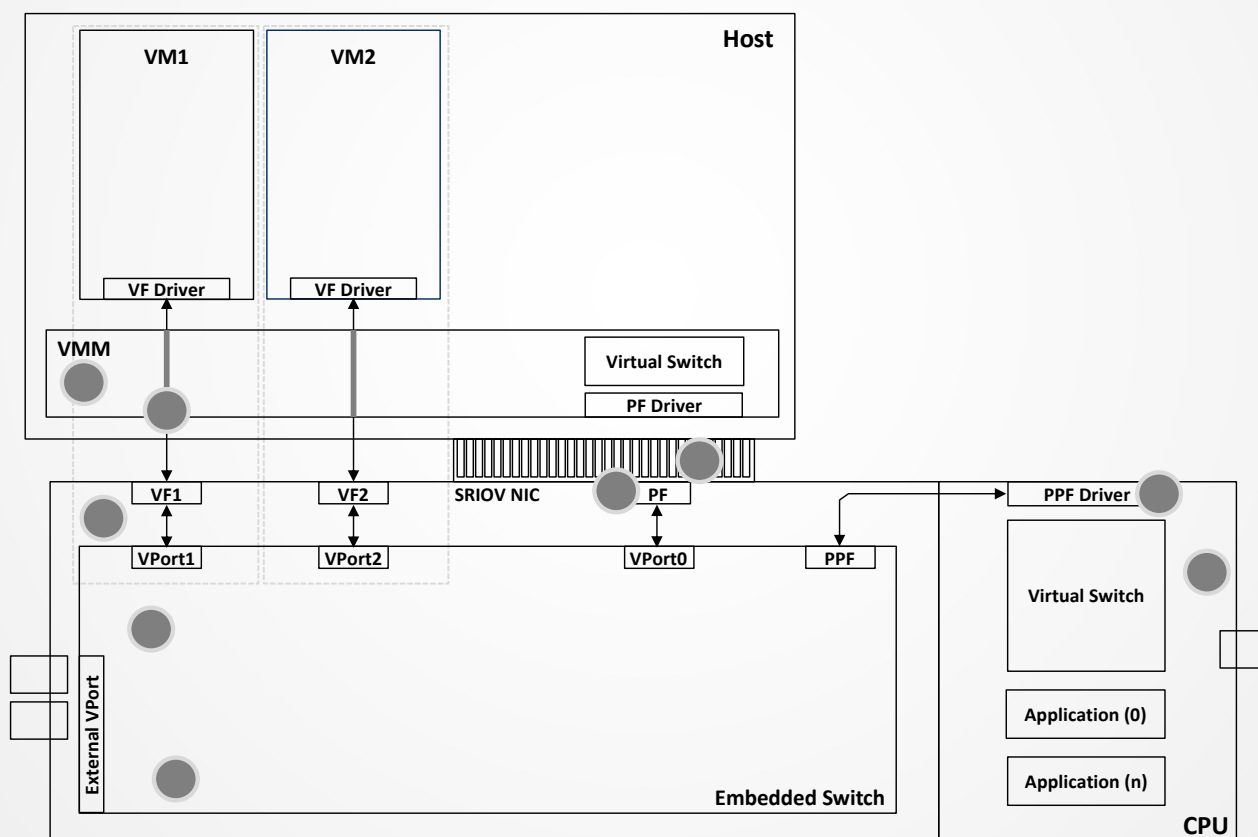 Host
VM1
VM2
VF Driver
VF Driver
VMM
Virtual Switch
PF Driver
SRIOV NIC
VF1
VF2
PF
PPF Driver
VPort1
VPort2
VPort0
PPF
Virtual Switch
External VPort
Application (0)
Application (n)
Embedded Switch
CPU